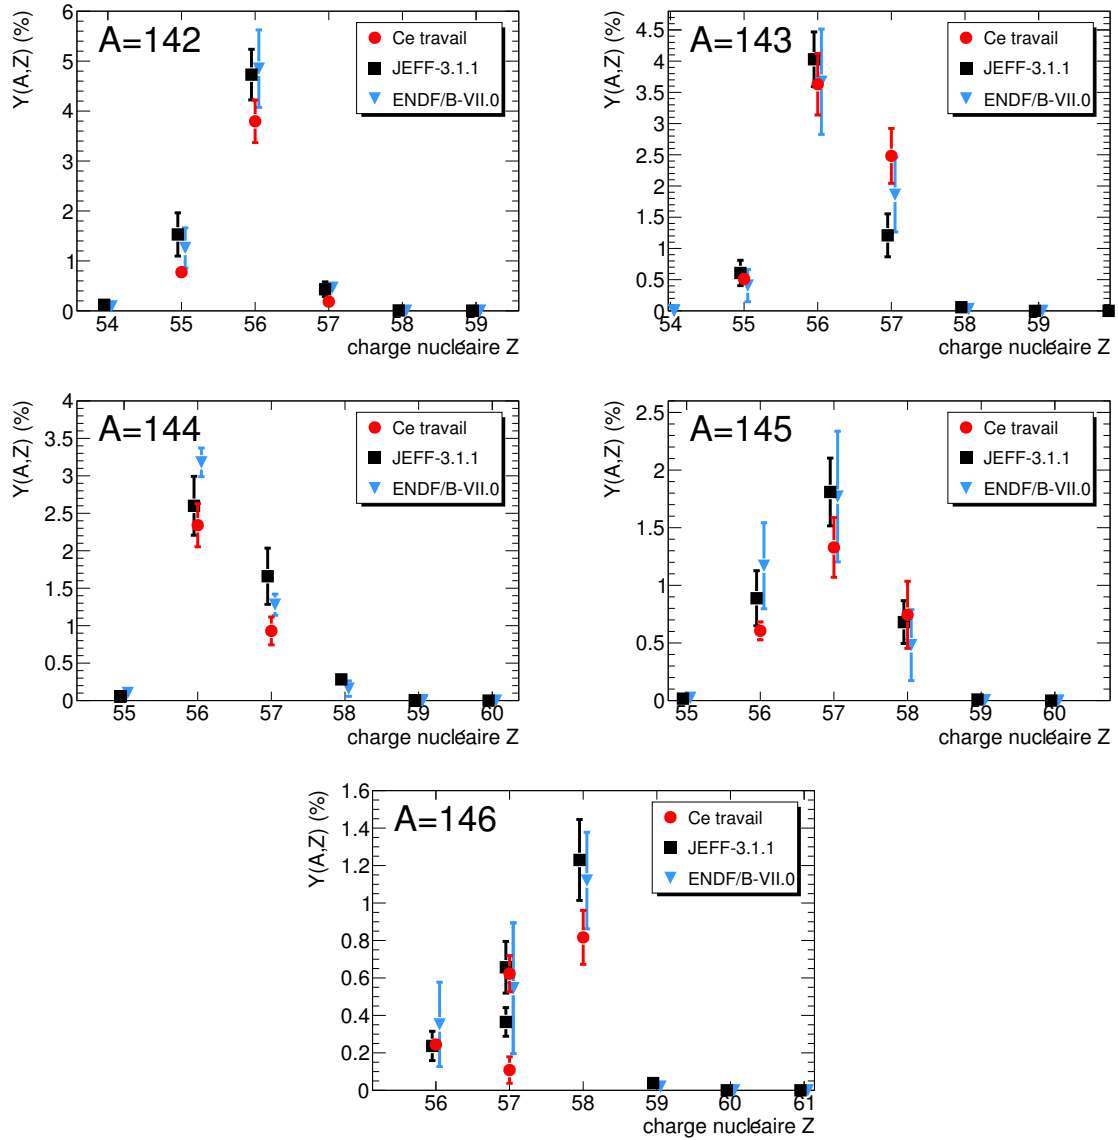 A=142
Ce travail
JEFF-3.1.1
ENDF/B-VII.0
Y(A,Z) (%)
6
5
4
3
2
1
0
54 55 56 57 58 59
charge nucléaire Z
A=143
Ce travail
JEFF-3.1.1
ENDF/B-VII.0
Y(A,Z) (%)
4.5
4
3.5
3
2.5
2
1.5
1
0.5
0
54 55 56 57 58 59
charge nucléaire Z
A=144
Ce travail
JEFF-3.1.1
ENDF/B-VII.0
Y(A,Z) (%)
4
3.5
3
2.5
2
1.5
1
0.5
0
55 56 57 58 59 60
charge nucléaire Z
A=145
Ce travail
JEFF-3.1.1
ENDF/B-VII.0
Y(A,Z) (%)
2.5
2
1.5
1
0.5
0
55 56 57 58 59 60
charge nucléaire Z
A=146
Ce travail
JEFF-3.1.1
ENDF/B-VII.0
Y(A,Z) (%)
1.6
1.4
1.2
1
0.8
0.6
0.4
0.2
0
56 57 58 59 60 61
charge nucléaire Z